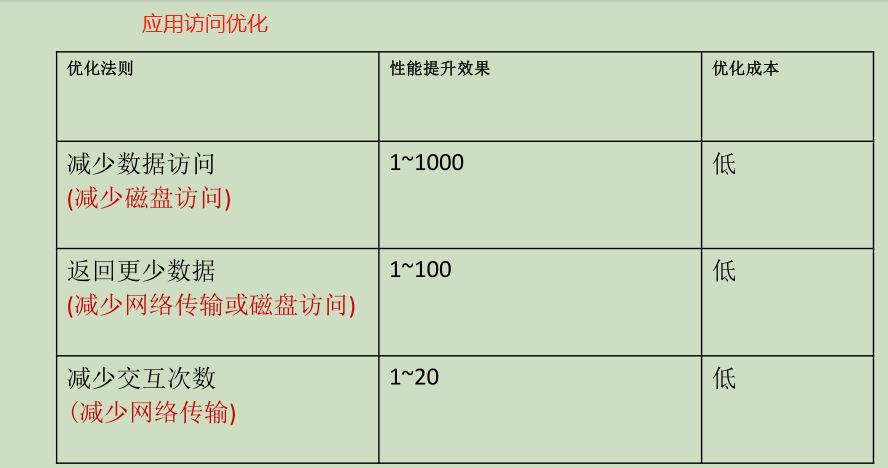 应用访问优化
优化法则 性能提升效果 优化成本
减少数据访问 1~1000 低
(减少磁盘访问)
返回更少数据 1~100 低
(减少网络传输或磁盘访问)
减少交互次数 1~20 低
（减少网络传输)